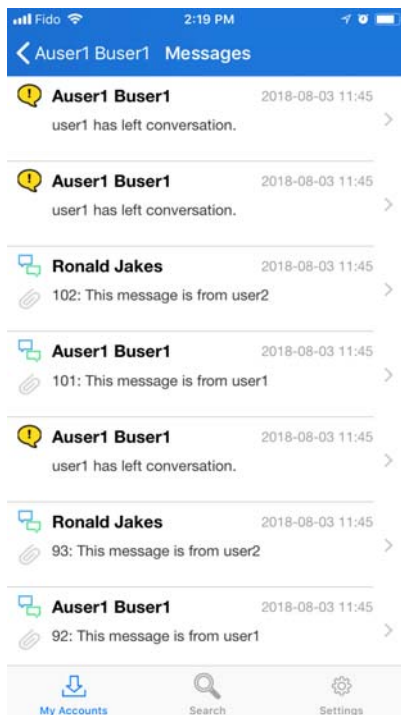 Fido 2:19 PM
Auser1 Buser1 Messages
Auser1 Buser1 2018-08-03 11:45
user1 has left conversation.
Auser1 Buser1 2018-08-03 11:45
user1 has left conversation.
Ronald Jakes 2018-08-03 11:45
102: This message is from user2
Auser1 Buser1 2018-08-03 11:45
101: This message is from user1
Auser1 Buser1 2018-08-03 11:45
user1 has left conversation.
Ronald Jakes 2018-08-03 11:45
93: This message is from user2
Auser1 Buser1 2018-08-03 11:45
92: This message is from user1
My Accounts Search Settings